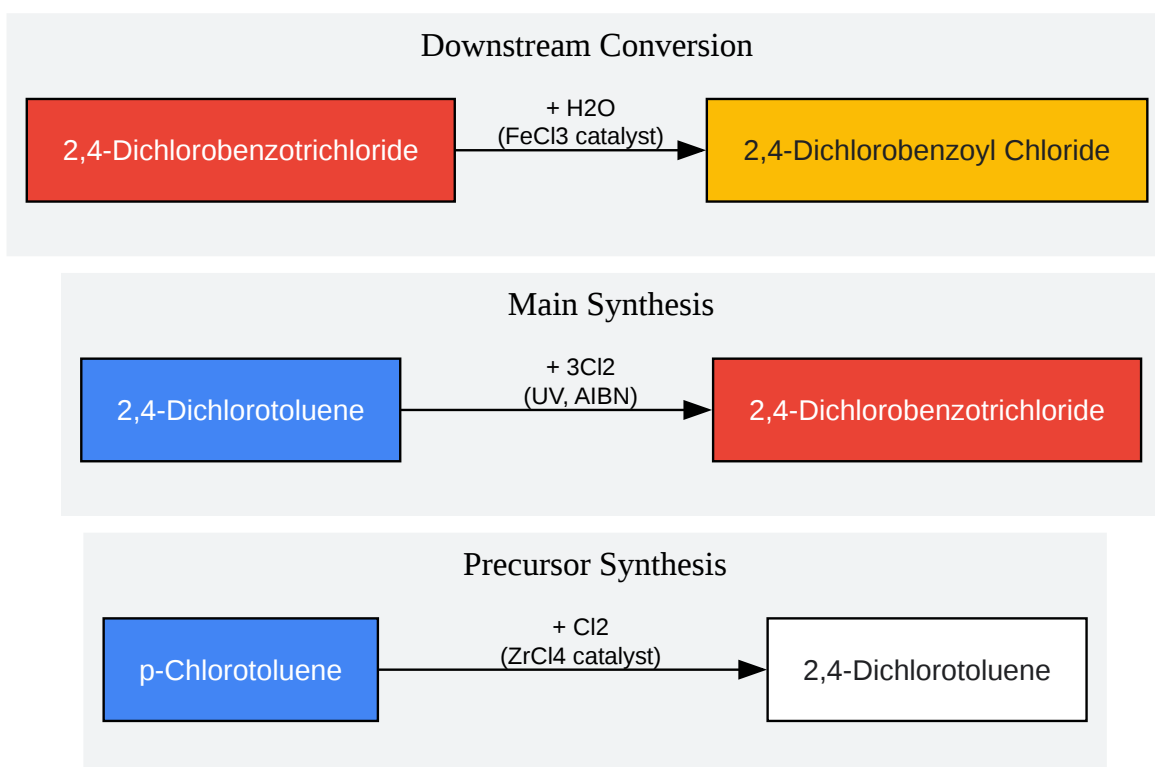 Downstream Conversion
+ H2O
(FeCl3 catalyst)
2,4-Dichlorobenzotrichloride
2,4-Dichlorobenzoyl Chloride
Main Synthesis
+ 3Cl2
(UV, AIBN)
2,4-Dichlorotoluene
2,4-Dichlorobenzotrichloride
Precursor Synthesis
+ Cl2
(ZrCl4 catalyst)
p-Chlorotoluene
2,4-Dichlorotoluene